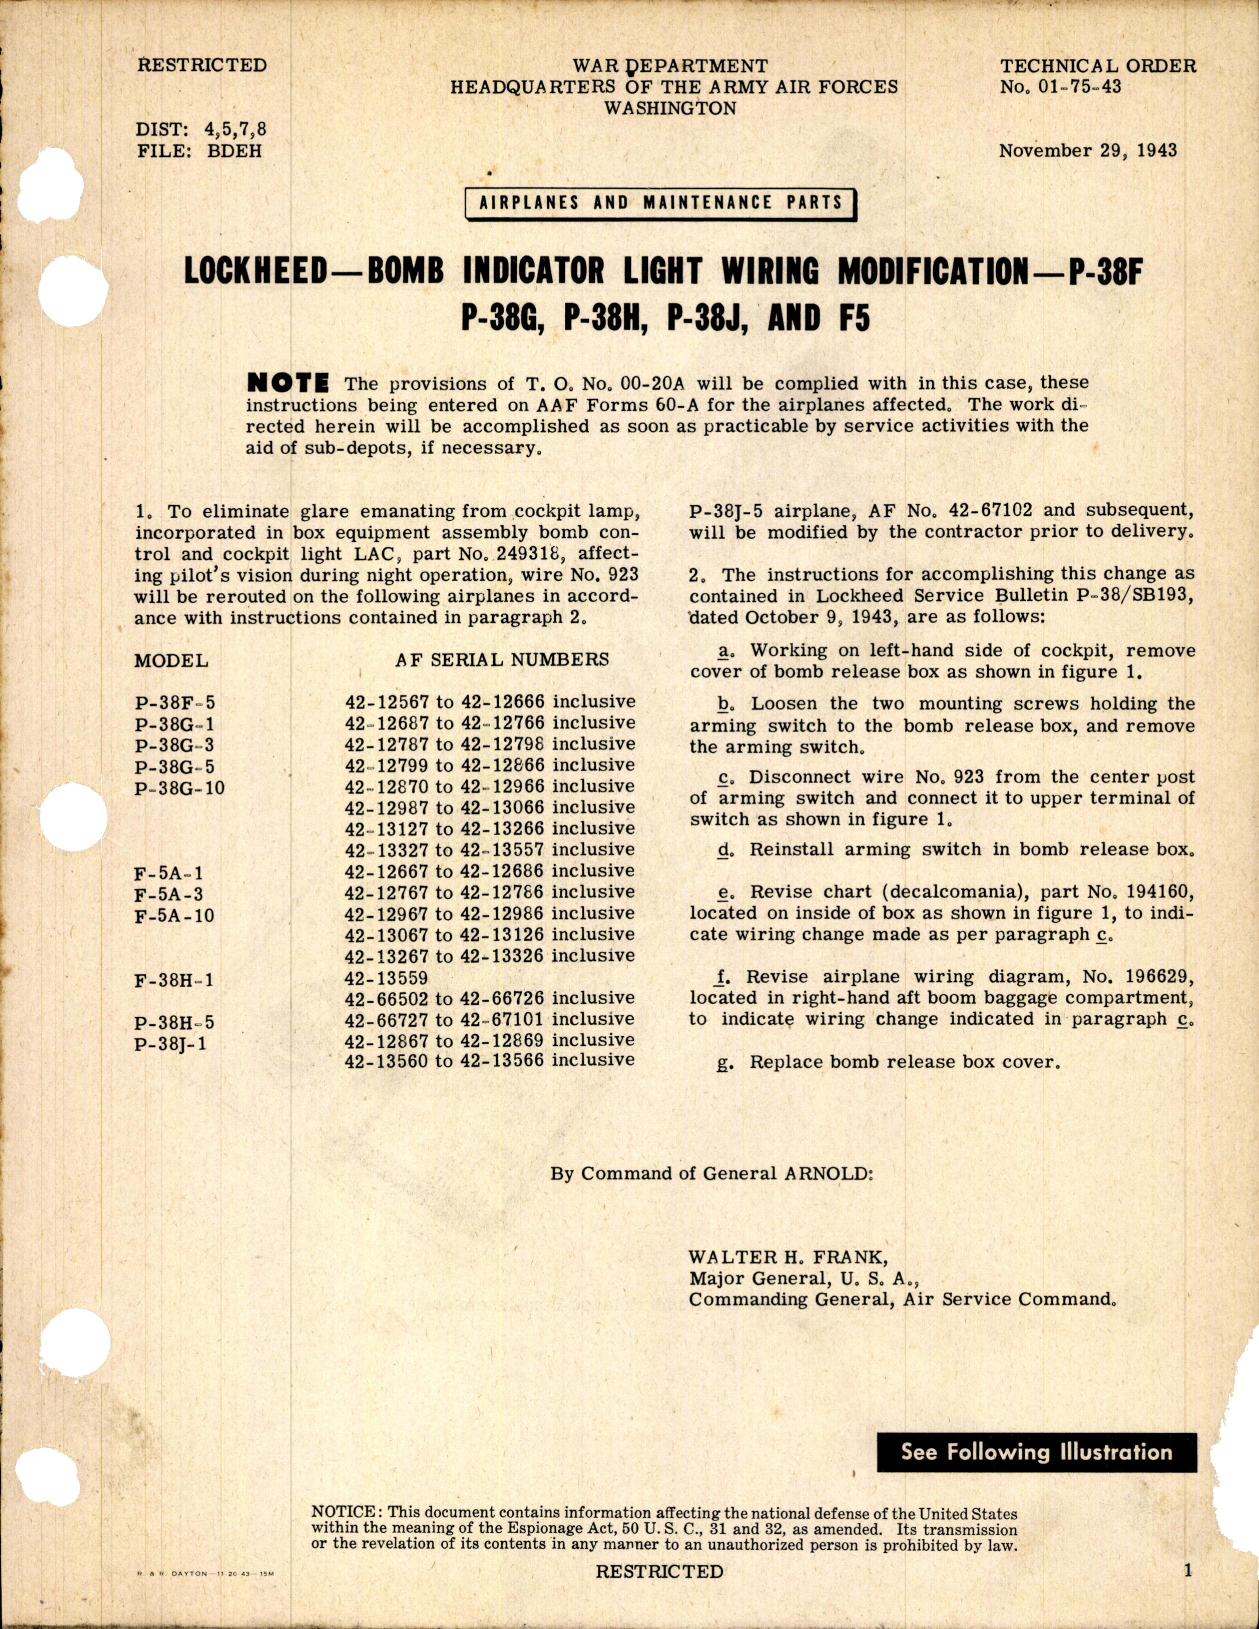 RESTRICTED
WAR DEPARTMENT
HEADQUARTERS OF THE ARMY AIR FORCES
WASHINGTON
TECHNICAL ORDER
No. 01-75-43
DIST: 4,5,7,8
FILE: BDEH
November 29, 1943
AIRPLANES AND MAINTENANCE PARTS
LOCKHEED—BOMB INDICATOR LIGHT WIRING MODIFICATION—P-38F
P-38G, P-38H, P-38J, AND F5
NOTE The provisions of T. O. No. 00-20A will be complied with in this case, these
instructions being entered on AAF Forms 60-A for the airplanes affected. The work di-
rected herein will be accomplished as soon as practicable by service activities with the
aid of sub-depots, if necessary.
1. To eliminate glare emanating from cockpit lamp,
incorporated in box equipment assembly bomb con-
trol and cockpit light LAC, part No. 249318, affect-
ing pilot's vision during night operation, wire No. 923
will be rerouted on the following airplanes in accord-
ance with instructions contained in paragraph 2.
MODEL AF SERIAL NUMBERS
P-38F-5 42-12567 to 42-12666 inclusive
P-38G-1 42-12687 to 42-12766 inclusive
P-38G-3 42-12787 to 42-12798 inclusive
P-38G-5 42-12799 to 42-12866 inclusive
P-38G-10 42-12870 to 42-12966 inclusive
42-12987 to 42-13066 inclusive
42-13127 to 42-13266 inclusive
42-13327 to 42-13557 inclusive
F-5A-1 42-12667 to 42-12686 inclusive
F-5A-3 42-12767 to 42-12786 inclusive
F-5A-10 42-12967 to 42-12986 inclusive
42-13067 to 42-13126 inclusive
42-13267 to 42-13326 inclusive
F-38H-1 42-13559
42-66502 to 42-66726 inclusive
P-38H-5 42-66727 to 42-67101 inclusive
P-38J-1 42-12867 to 42-12869 inclusive
42-13560 to 42-13566 inclusive
P-38J-5 airplane, AF No. 42-67102 and subsequent,
will be modified by the contractor prior to delivery.
2. The instructions for accomplishing this change as
contained in Lockheed Service Bulletin P-38/SB193,
dated October 9, 1943, are as follows:
a. Working on left-hand side of cockpit, remove
cover of bomb release box as shown in figure 1.
b. Loosen the two mounting screws holding the
arming switch to the bomb release box, and remove
the arming switch.
c. Disconnect wire No. 923 from the center post
of arming switch and connect it to upper terminal of
switch as shown in figure 1.
d. Reinstall arming switch in bomb release box.
e. Revise chart (decalcomania), part No. 194160,
located on inside of box as shown in figure 1, to indi-
cate wiring change made as per paragraph c.
f. Revise airplane wiring diagram, No. 196629,
located in right-hand aft boom baggage compartment,
to indicate wiring change indicated in paragraph c.
g. Replace bomb release box cover.
By Command of General ARNOLD:
WALTER H. FRANK,
Major General, U. S. A.,
Commanding General, Air Service Command.
See Following Illustration
NOTICE: This document contains information affecting the national defense of the United States
within the meaning of the Espionage Act, 50 U. S. C., 31 and 32, as amended. Its transmission
or the revelation of its contents in any manner to an unauthorized person is prohibited by law.
R. & R. DAYTON—11-26-43—15M
RESTRICTED
1